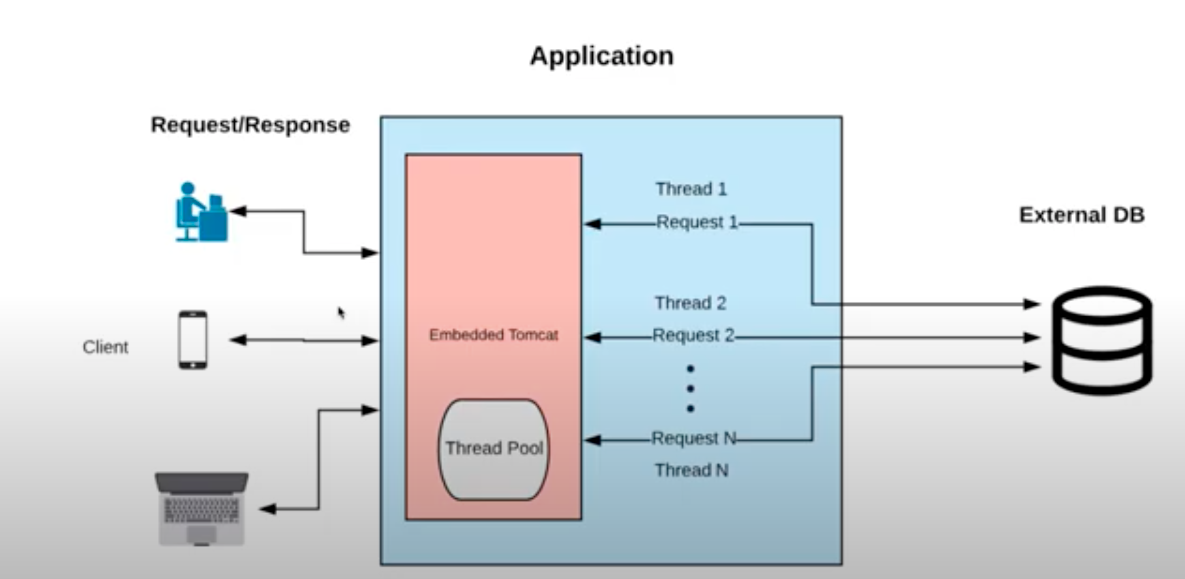 Application
Request/Response
Thread 1
Request 1
External DB
Thread 2
Embedded Tomcat
Request 2
Client
Thread Pool
Request N
Thread N